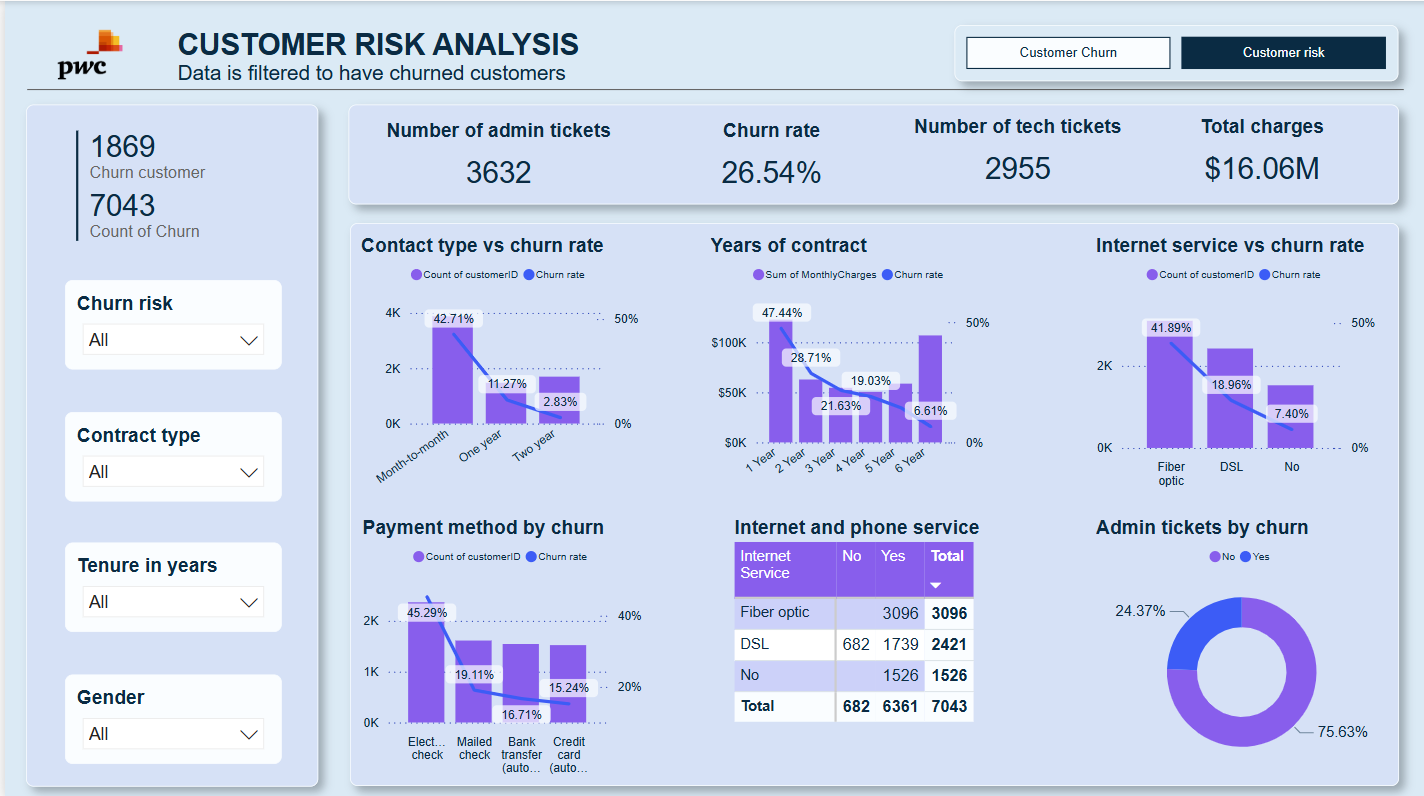 pwc
CUSTOMER RISK ANALYSIS
Data is filtered to have churned customers
Customer Churn
Customer risk
1869
Churn customer
7043
Count of Churn
Churn risk
All
Contract type
All
Tenure in years
All
Gender
All
Number of admin tickets
3632
Churn rate
26.54%
Number of tech tickets
2955
Total charges
$16.06M
Contact type vs churn rate
Count of customerID Churn rate
4K
2K
0K
42.71%
11.27%
2.83%
50%
0%
Month-to-month
One year
Two year
Years of contract
Sum of MonthlyCharges Churn rate
$100K
$50K
$0K
47.44%
28.71%
21.63%
19.03%
6.61%
50%
0%
1 Year
2 Year
3 Year
4 Year
5 Year
6 Year
Internet service vs churn rate
Count of customerID Churn rate
2K
0K
41.89%
18.96%
7.40%
50%
0%
Fiber
optic
DSL
No
Payment method by churn
Count of customerID Churn rate
2K
1K
0K
45.29%
19.11%
16.71%
15.24%
40%
20%
Elect...
check
Mailed
check
Bank
transfer
(auto...
Credit
card
(auto...
Internet and phone service
Internet
Service
No Yes Total
Fiber optic 3096 3096
DSL 682 1739 2421
No 1526 1526
Total 682 6361 7043
Admin tickets by churn
No Yes
24.37%
75.63%